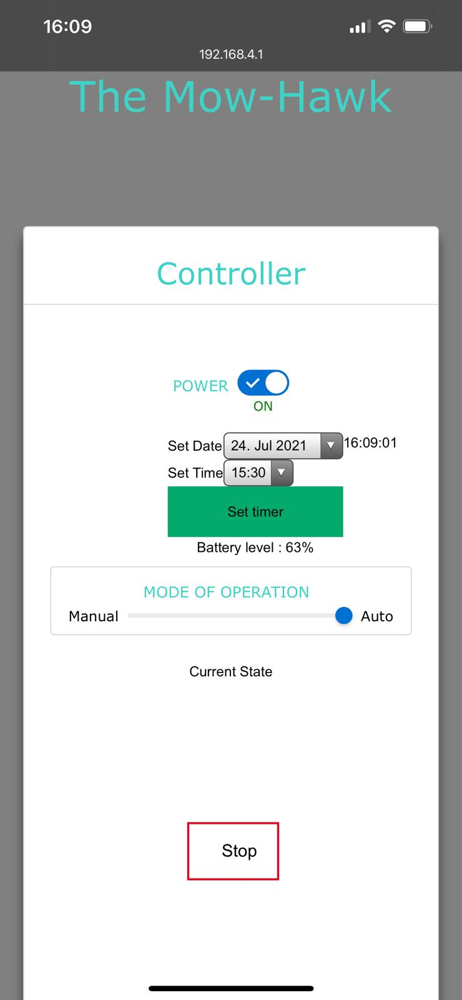 16:09
192.168.4.1
The Mow-Hawk
Controller
POWER
ON
Set Date 24. Jul 2021 16:09:01
Set Time 15:30
Set timer
Battery level : 63%
MODE OF OPERATION
Manual Auto
Current State
Stop